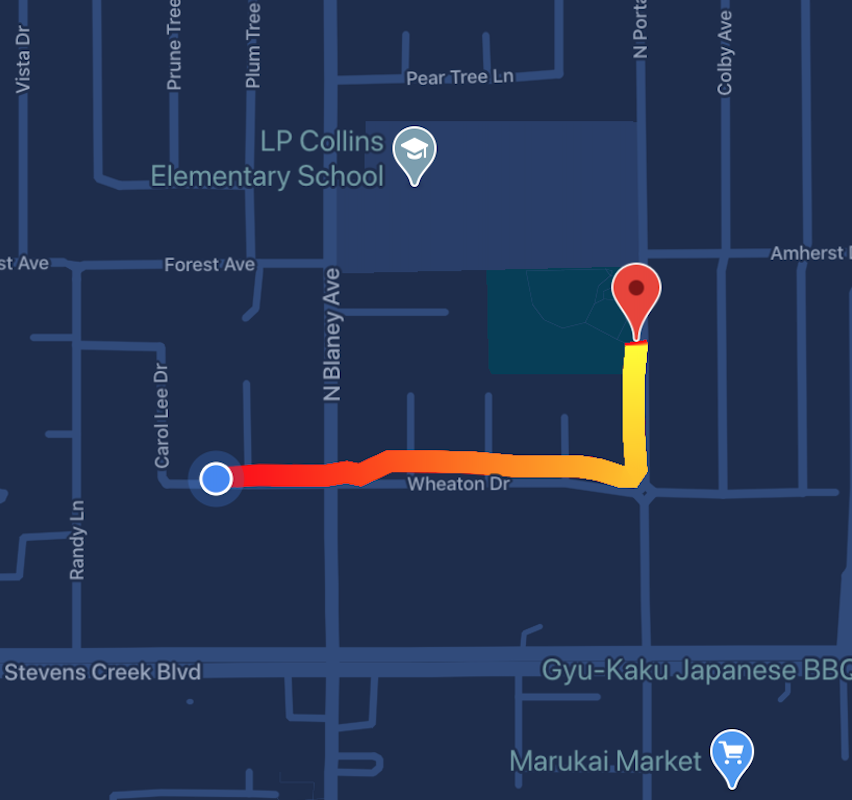 Vista Dr
Prune Tree
Plum Tree
N Porta
Colby Ave
Pear Tree Ln
LP Collins
Elementary School
st Ave
Forest Ave
Amherst
N Blaney Ave
Carol Lee Dr
Wheaton Dr
Randy Ln
Stevens Creek Blvd
Gyu-Kaku Japanese BBQ
Marukai Market